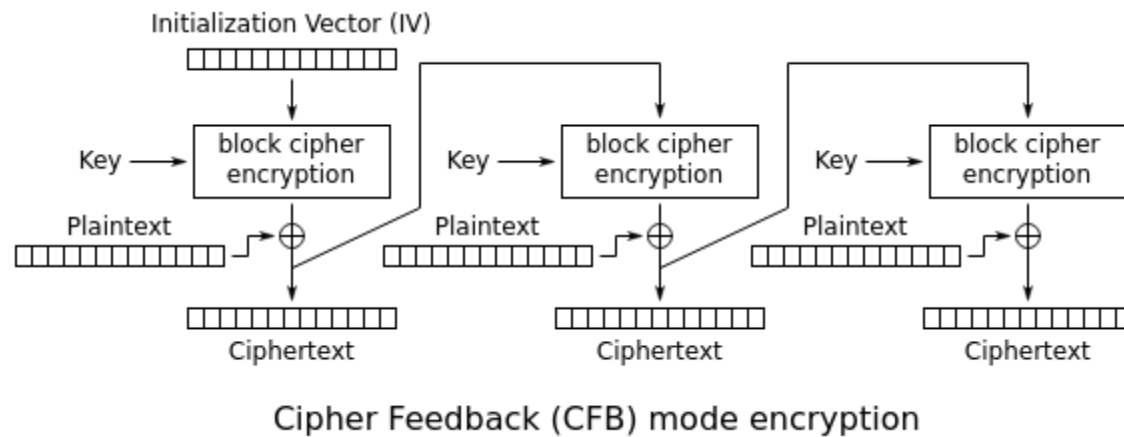 Initialization Vector (IV)
Key
block cipher
encryption
Key
block cipher
encryption
Key
block cipher
encryption
Plaintext
Plaintext
Plaintext
Ciphertext
Ciphertext
Ciphertext
Cipher Feedback (CFB) mode encryption